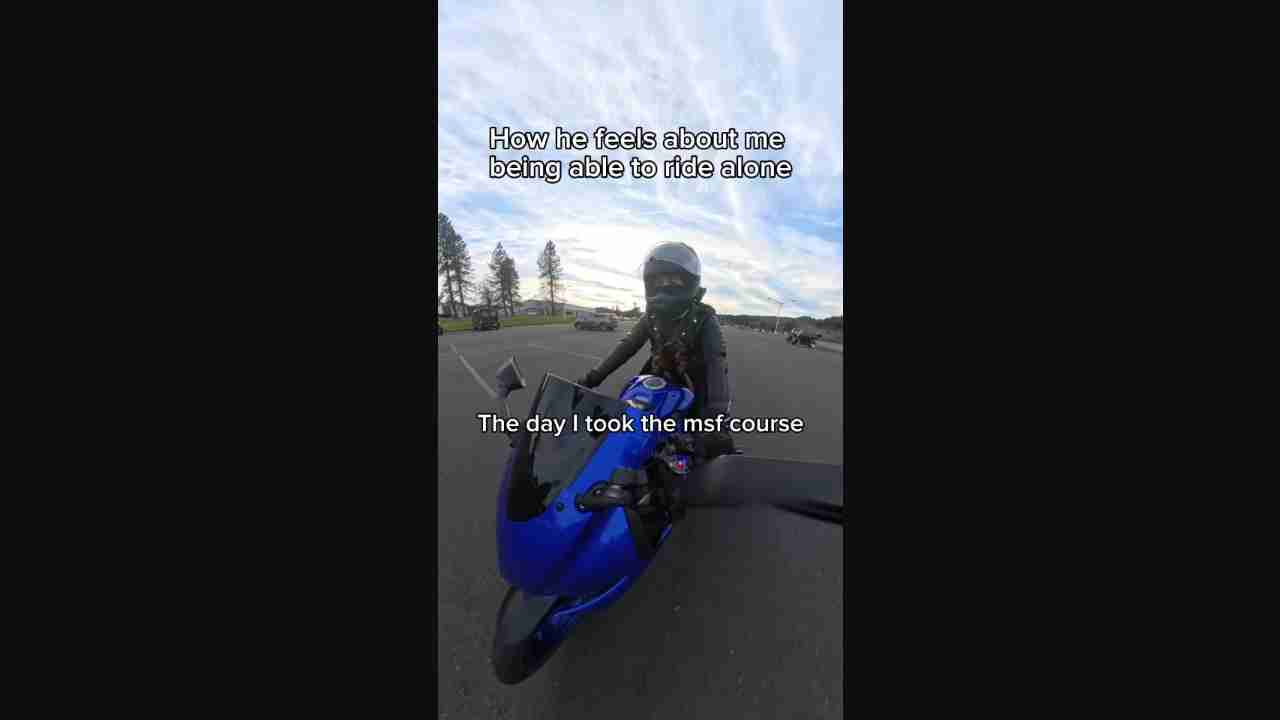 How he feels about me
being able to ride alone
The day I took the msf course